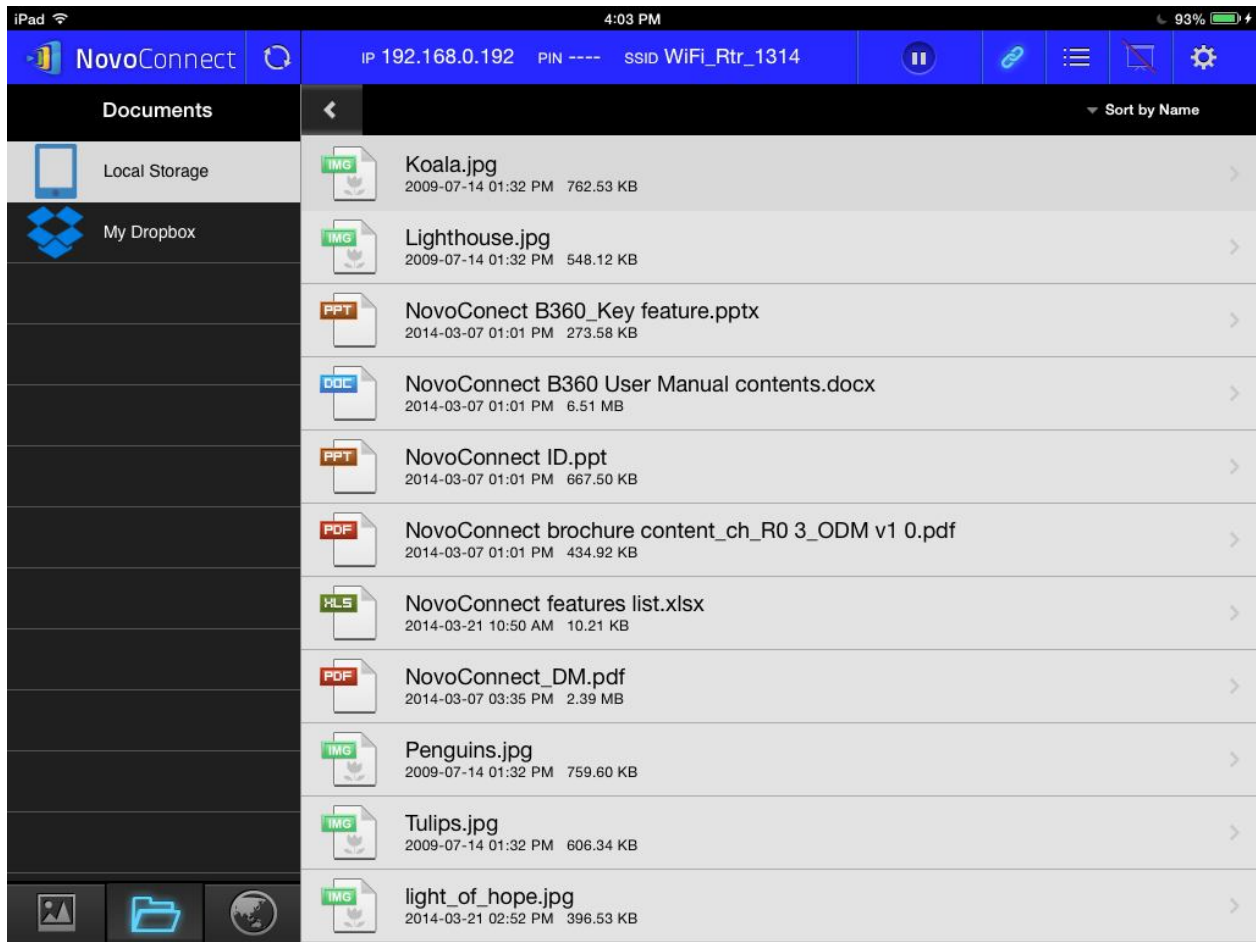 iPad 4:03 PM 93%
NovoConnect IP 192.168.0.192 PIN ---- SSID WiFi_Rtr_1314
Documents
Sort by Name
Local Storage
My Dropbox
IMG Koala.jpg
2009-07-14 01:32 PM 762.53 KB
IMG Lighthouse.jpg
2009-07-14 01:32 PM 548.12 KB
PPT NovoConect B360_Key feature.pptx
2014-03-07 01:01 PM 273.58 KB
DOC NovoConnect B360 User Manual contents.docx
2014-03-07 01:01 PM 6.51 MB
PPT NovoConnect ID.ppt
2014-03-07 01:01 PM 667.50 KB
PDF NovoConnect brochure content_ch_R0 3_ODM v1 0.pdf
2014-03-07 01:01 PM 434.92 KB
XLS NovoConnect features list.xlsx
2014-03-21 10:50 AM 10.21 KB
PDF NovoConnect_DM.pdf
2014-03-07 03:35 PM 2.39 MB
IMG Penguins.jpg
2009-07-14 01:32 PM 759.60 KB
IMG Tulips.jpg
2009-07-14 01:32 PM 606.34 KB
IMG light_of_hope.jpg
2014-03-21 02:52 PM 396.53 KB